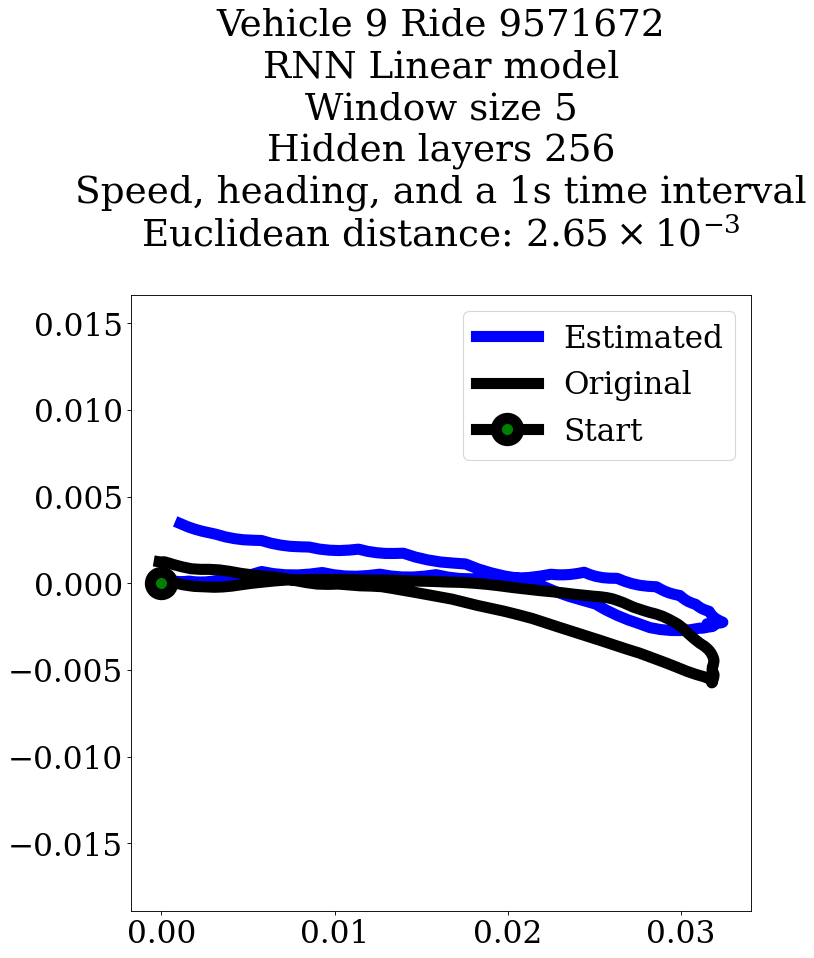 Vehicle 9 Ride 9571672
RNN Linear model
Window size 5
Hidden layers 256
Speed, heading, and a 1s time interval
Euclidean distance: 2.65 × 10⁻³
Estimated
Original
Start
0.015
0.010
0.005
0.000
−0.005
−0.010
−0.015
0.00 0.01 0.02 0.03